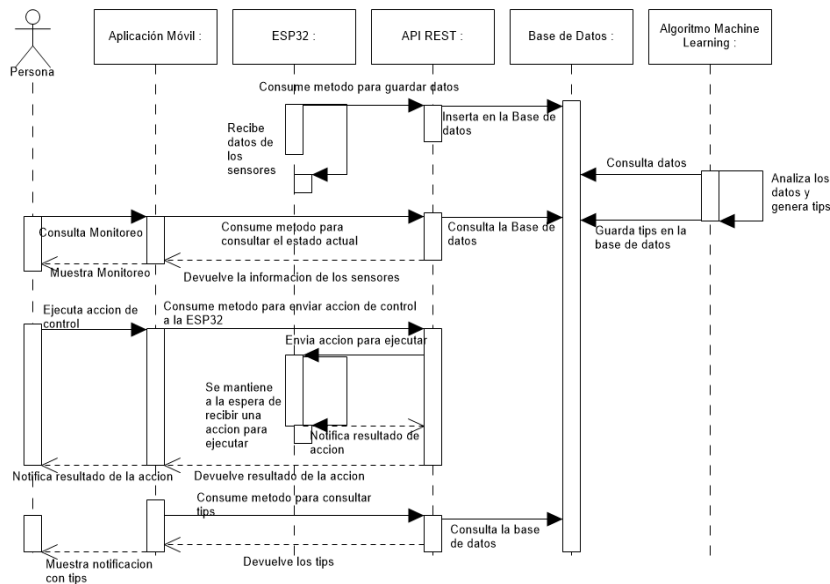 Persona
Aplicación Móvil :
ESP32 :
API REST :
Base de Datos :
Algoritmo Machine
Learning :
Consume metodo para guardar datos
Recibe
datos de
los
sensores
Inserta en la Base de
datos
Consulta datos
Analiza los
datos y
genera tips
Guarda tips en la
base de datos
Consulta Monitoreo
Consume metodo para
consultar el estado actual
Consulta la Base de
datos
Muestra Monitoreo
Devuelve la informacion de los sensores
Ejecuta accion de
control
Consume metodo para enviar accion de control
a la ESP32
Envia accion para ejecutar
Se mantiene
a la espera de
recibir una
accion para
ejecutar
Notifica resultado de
accion
Notifica resultado de la accion
Devuelve resultado de la accion
Consume metodo para consultar
tips
Consulta la base
de datos
Muestra notificacion
con tips
Devuelve los tips